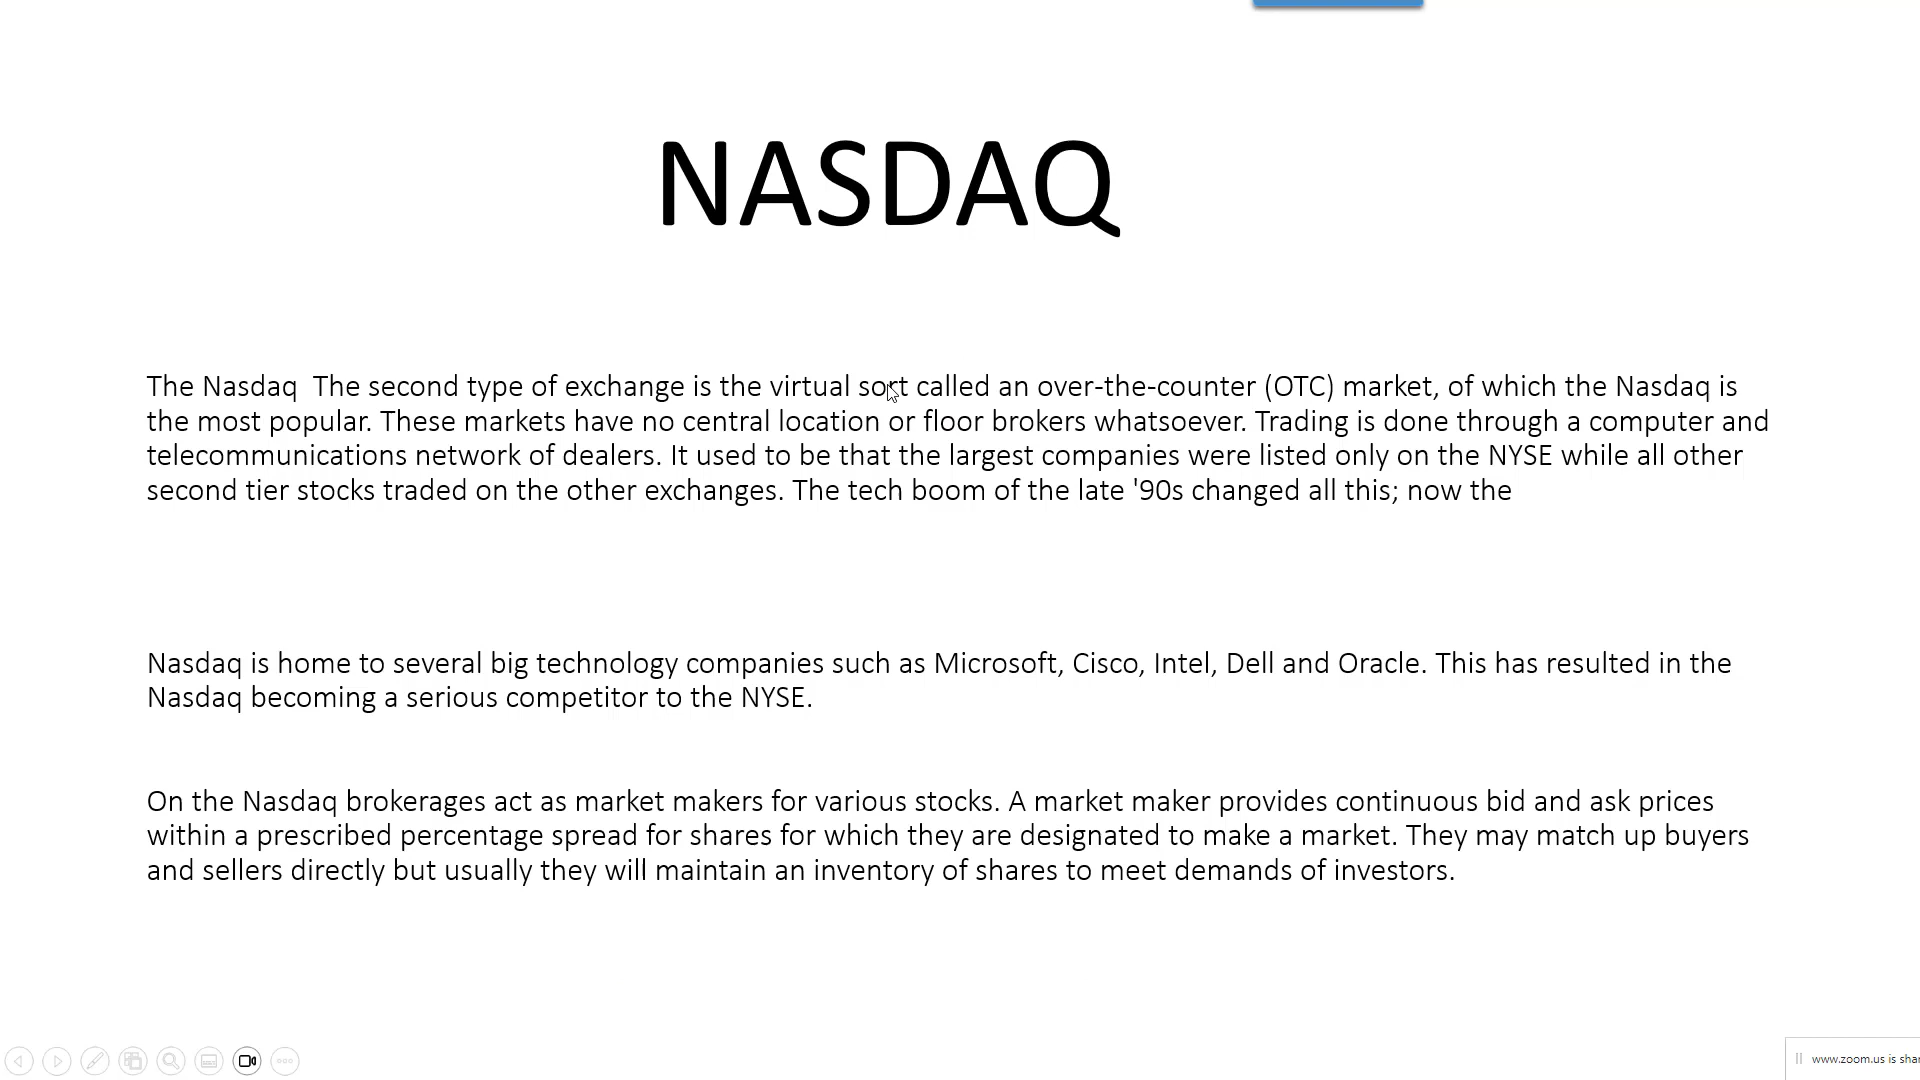 NASDAQ
The Nasdaq  The second type of exchange is the virtual sort called an over-the-counter (OTC) market, of which the Nasdaq is
the most popular. These markets have no central location or floor brokers whatsoever. Trading is done through a computer and
telecommunications network of dealers. It used to be that the largest companies were listed only on the NYSE while all other
second tier stocks traded on the other exchanges. The tech boom of the late '90s changed all this; now the
Nasdaq is home to several big technology companies such as Microsoft, Cisco, Intel, Dell and Oracle. This has resulted in the
Nasdaq becoming a serious competitor to the NYSE.
On the Nasdaq brokerages act as market makers for various stocks. A market maker provides continuous bid and ask prices
within a prescribed percentage spread for shares for which they are designated to make a market. They may match up buyers
and sellers directly but usually they will maintain an inventory of shares to meet demands of investors.
www.zoom.us is shar